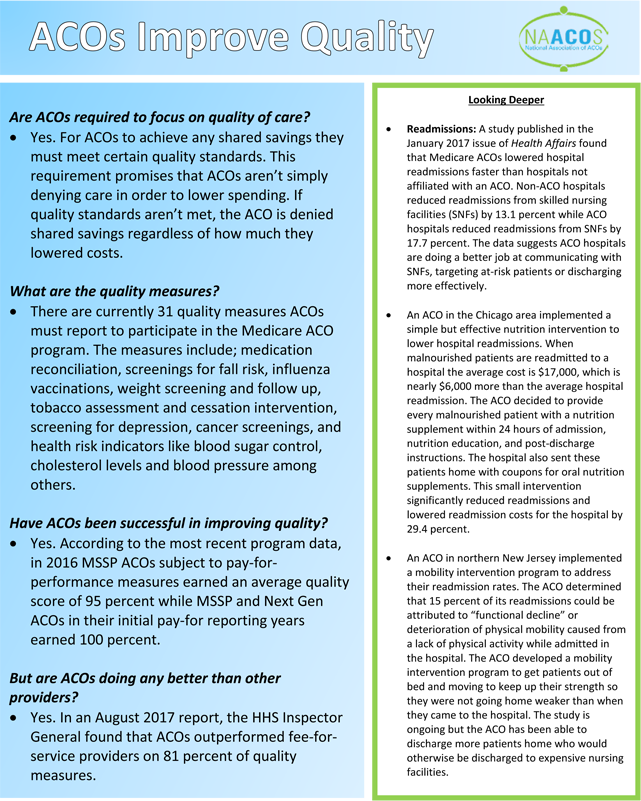 ACOs Improve Quality
NAACOS
National Association of ACOs
Are ACOs required to focus on quality of care?
• Yes. For ACOs to achieve any shared savings they
must meet certain quality standards. This
requirement promises that ACOs aren't simply
denying care in order to lower spending. If
quality standards aren't met, the ACO is denied
shared savings regardless of how much they
lowered costs.
What are the quality measures?
• There are currently 31 quality measures ACOs
must report to participate in the Medicare ACO
program. The measures include; medication
reconciliation, screenings for fall risk, influenza
vaccinations, weight screening and follow up,
tobacco assessment and cessation intervention,
screening for depression, cancer screenings, and
health risk indicators like blood sugar control,
cholesterol levels and blood pressure among
others.
Have ACOs been successful in improving quality?
• Yes. According to the most recent program data,
in 2016 MSSP ACOs subject to pay-for-
performance measures earned an average quality
score of 95 percent while MSSP and Next Gen
ACOs in their initial pay-for reporting years
earned 100 percent.
But are ACOs doing any better than other
providers?
• Yes. In an August 2017 report, the HHS Inspector
General found that ACOs outperformed fee-for-
service providers on 81 percent of quality
measures.
Looking Deeper
• Readmissions: A study published in the
January 2017 issue of Health Affairs found
that Medicare ACOs lowered hospital
readmissions faster than hospitals not
affiliated with an ACO. Non-ACO hospitals
reduced readmissions from skilled nursing
facilities (SNFs) by 13.1 percent while ACO
hospitals reduced readmissions from SNFs by
17.7 percent. The data suggests ACO hospitals
are doing a better job at communicating with
SNFs, targeting at-risk patients or discharging
more effectively.
• An ACO in the Chicago area implemented a
simple but effective nutrition intervention to
lower hospital readmissions. When
malnourished patients are readmitted to a
hospital the average cost is $17,000, which is
nearly $6,000 more than the average hospital
readmission. The ACO decided to provide
every malnourished patient with a nutrition
supplement within 24 hours of admission,
nutrition education, and post-discharge
instructions. The hospital also sent these
patients home with coupons for oral nutrition
supplements. This small intervention
significantly reduced readmissions and
lowered readmission costs for the hospital by
29.4 percent.
• An ACO in northern New Jersey implemented
a mobility intervention program to address
their readmission rates. The ACO determined
that 15 percent of its readmissions could be
attributed to "functional decline" or
deterioration of physical mobility caused from
a lack of physical activity while admitted in
the hospital. The ACO developed a mobility
intervention program to get patients out of
bed and moving to keep up their strength so
they were not going home weaker than when
they came to the hospital. The study is
ongoing but the ACO has been able to
discharge more patients home who would
otherwise be discharged to expensive nursing
facilities.